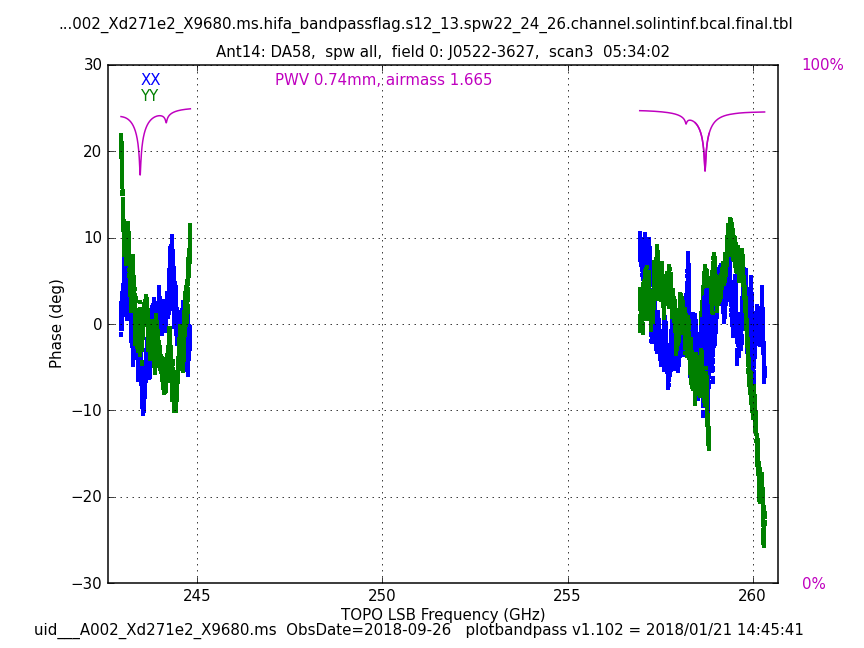 ...002_Xd271e2_X9680.ms.hifa_bandpassflag.s12_13.spw22_24_26.channel.solintinf.bcal.final.tbl
Ant14: DA58,  spw all,  field 0: J0522-3627,  scan3  05:34:02
30 XX PWV 0.74mm, airmass 1.665 100%
YY
20
10
0
Phase (deg)
−10
−20
−30 0%
245 250 255 260
TOPO LSB Frequency (GHz)
uid___A002_Xd271e2_X9680.ms  ObsDate=2018-09-26   plotbandpass v1.102 = 2018/01/21 14:45:41